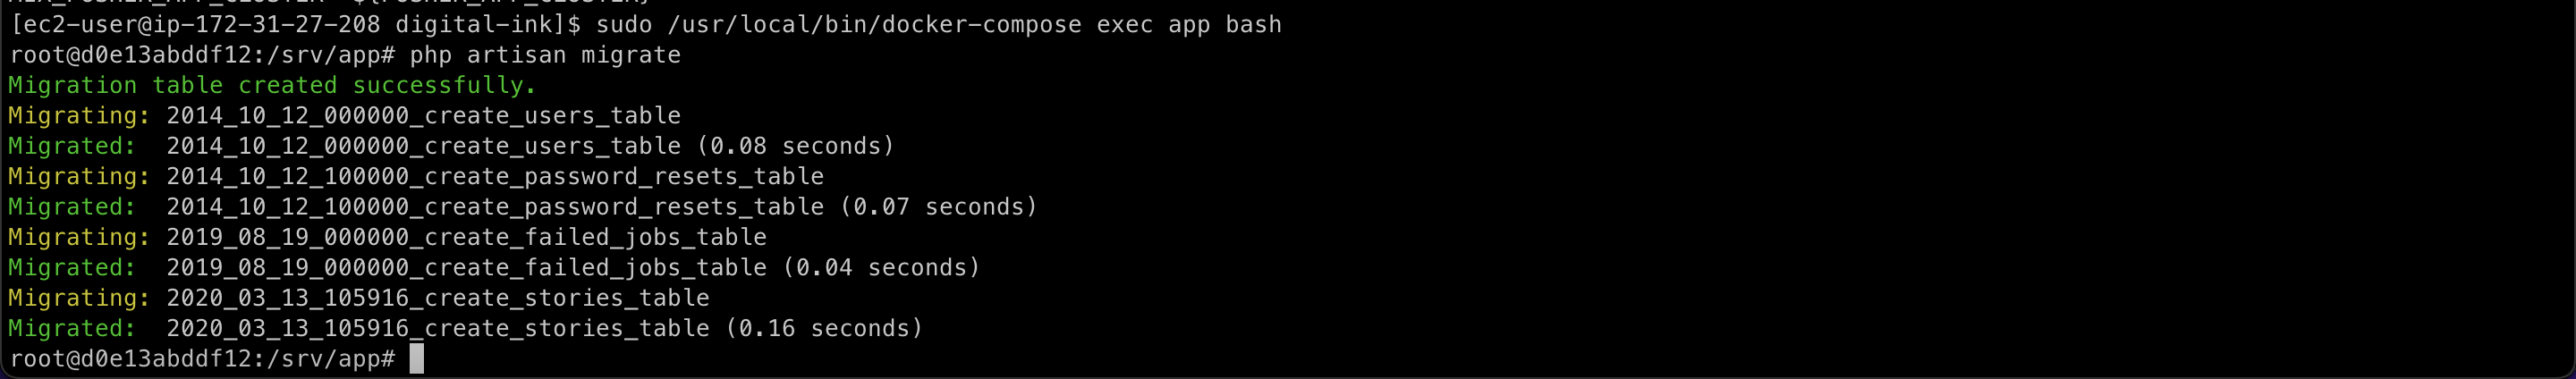 [ec2-user@ip-172-31-27-208 digital-ink]$ sudo /usr/local/bin/docker-compose exec app bash
root@d0e13abddf12:/srv/app# php artisan migrate
Migration table created successfully.
Migrating: 2014_10_12_000000_create_users_table
Migrated:  2014_10_12_000000_create_users_table (0.08 seconds)
Migrating: 2014_10_12_100000_create_password_resets_table
Migrated:  2014_10_12_100000_create_password_resets_table (0.07 seconds)
Migrating: 2019_08_19_000000_create_failed_jobs_table
Migrated:  2019_08_19_000000_create_failed_jobs_table (0.04 seconds)
Migrating: 2020_03_13_105916_create_stories_table
Migrated:  2020_03_13_105916_create_stories_table (0.16 seconds)
root@d0e13abddf12:/srv/app#